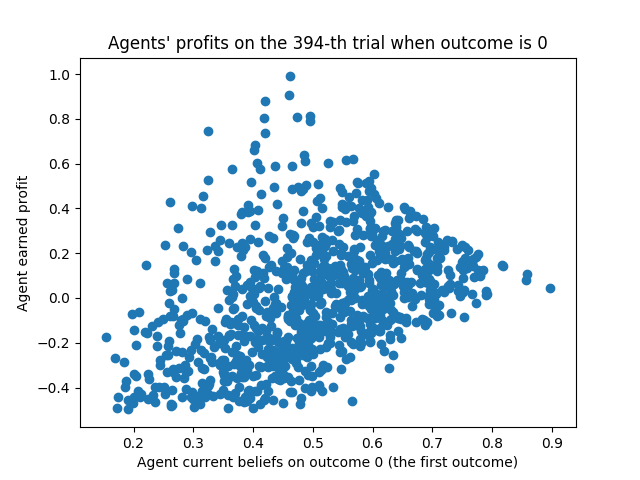 Agents' profits on the 394-th trial when outcome is 0
1.0
0.8
0.6
0.4
0.2
0.0
−0.2
−0.4
Agent earned profit
0.2 0.3 0.4 0.5 0.6 0.7 0.8 0.9
Agent current beliefs on outcome 0 (the first outcome)